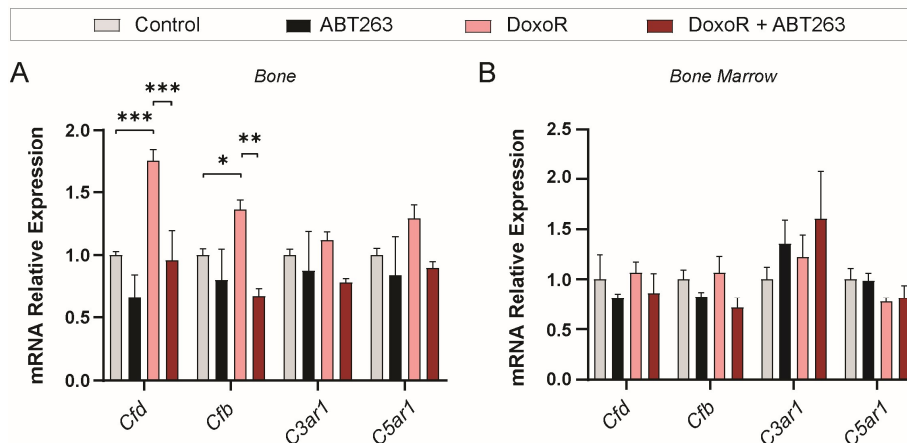 Control ABT263 DoxoR DoxoR + ABT263
A Bone
B Bone Marrow
mRNA Relative Expression
2.0
1.5
1.0
0.5
0.0
*** *** * **
Cfd Cfb C3ar1 C5ar1
mRNA Relative Expression
2.5
2.0
1.5
1.0
0.5
0.0
Cfd Cfb C3ar1 C5ar1